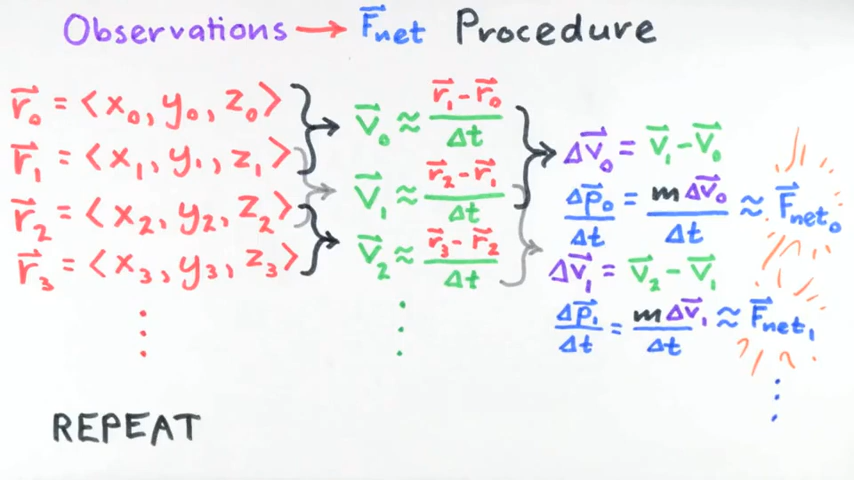 Observations → F⃗net Procedure
r⃗₀ = <x₀, y₀, z₀>
r⃗₁ = <x₁, y₁, z₁>
r⃗₂ = <x₂, y₂, z₂>
r⃗₃ = <x₃, y₃, z₃>
⋮
v⃗₀ ≈ (r⃗₁ - r⃗₀)/Δt
v⃗₁ ≈ (r⃗₂ - r⃗₁)/Δt
v⃗₂ ≈ (r⃗₃ - r⃗₂)/Δt
⋮
Δv⃗₀ = v⃗₁ - v⃗₀
Δp⃗₀/Δt = mΔv⃗₀/Δt ≈ F⃗net₀
Δv⃗₁ = v⃗₂ - v⃗₁
Δp⃗₁/Δt = mΔv⃗₁/Δt ≈ F⃗net₁
⋮
REPEAT